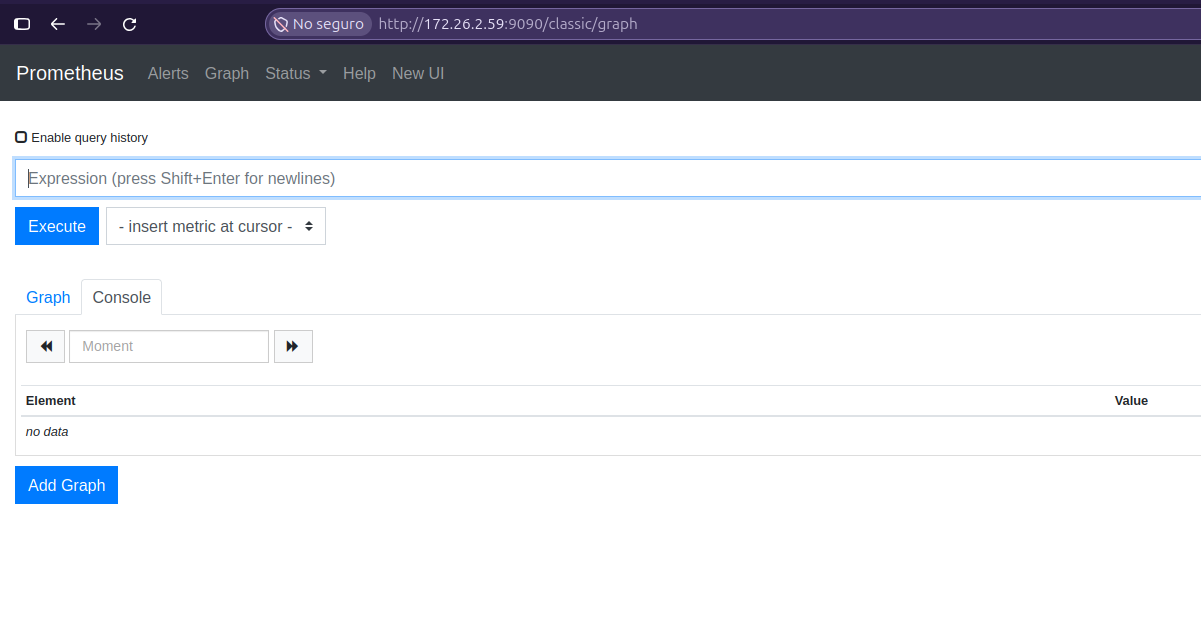 No seguro http://172.26.2.59:9090/classic/graph
Prometheus Alerts Graph Status Help New UI
Enable query history
Expression (press Shift+Enter for newlines)
Execute - insert metric at cursor -
Graph Console
Moment
Element Value
no data
Add Graph